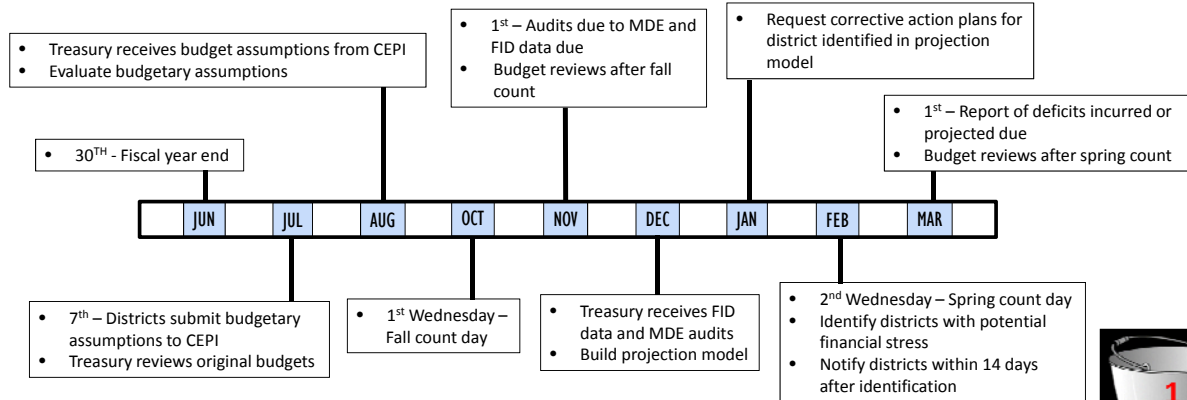 • Treasury receives budget assumptions from CEPI
• Evaluate budgetary assumptions
• 1st – Audits due to MDE and
FID data due
• Budget reviews after fall
count
• Request corrective action plans for
district identified in projection
model
• 1st – Report of deficits incurred or
projected due
• Budget reviews after spring count
• 30TH - Fiscal year end
JUN JUL AUG OCT NOV DEC JAN FEB MAR
• 7th – Districts submit budgetary
assumptions to CEPI
• Treasury reviews original budgets
• 1st Wednesday –
Fall count day
• Treasury receives FID
data and MDE audits
• Build projection model
• 2nd Wednesday – Spring count day
• Identify districts with potential
financial stress
• Notify districts within 14 days
after identification
1